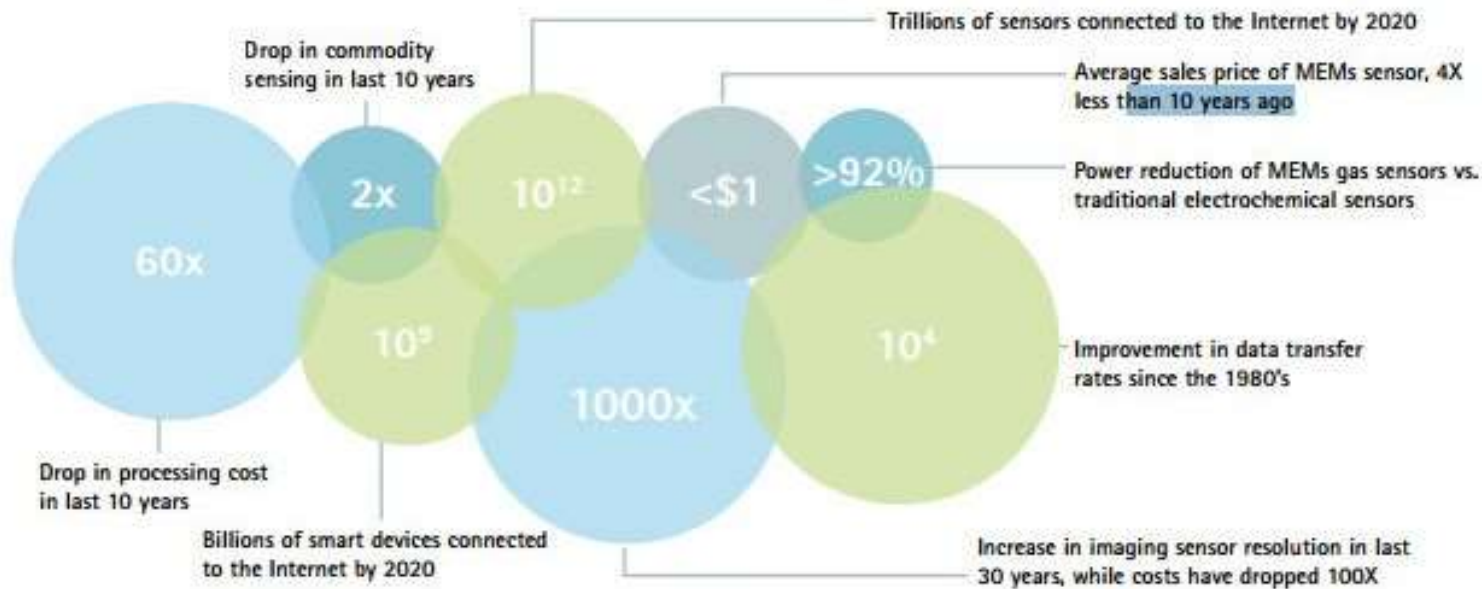 Trillions of sensors connected to the Internet by 2020
Drop in commodity
sensing in last 10 years
Average sales price of MEMs sensor, 4X
less than 10 years ago
60x
2x
10¹²
<$1
>92%
Power reduction of MEMs gas sensors vs.
traditional electrochemical sensors
10⁹
1000x
10⁴
Improvement in data transfer
rates since the 1980's
Drop in processing cost
in last 10 years
Billions of smart devices connected
to the Internet by 2020
Increase in imaging sensor resolution in last
30 years, while costs have dropped 100X